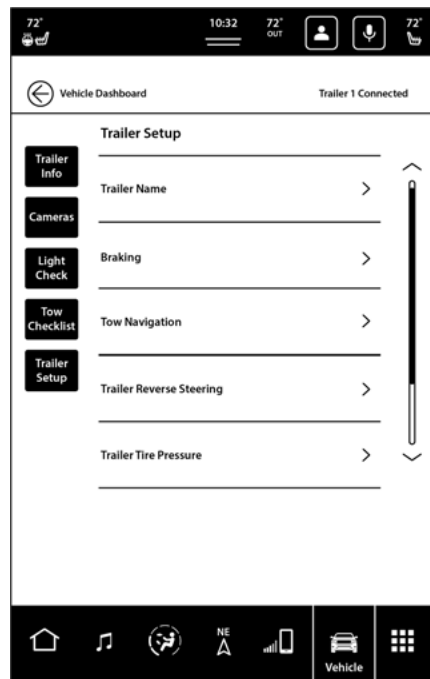 72°
10:32
72°
OUT
72°
Vehicle Dashboard
Trailer 1 Connected
Trailer Setup
Trailer
Info
Cameras
Light
Check
Tow
Checklist
Trailer
Setup
Trailer Name
Braking
Tow Navigation
Trailer Reverse Steering
Trailer Tire Pressure
NE
Vehicle